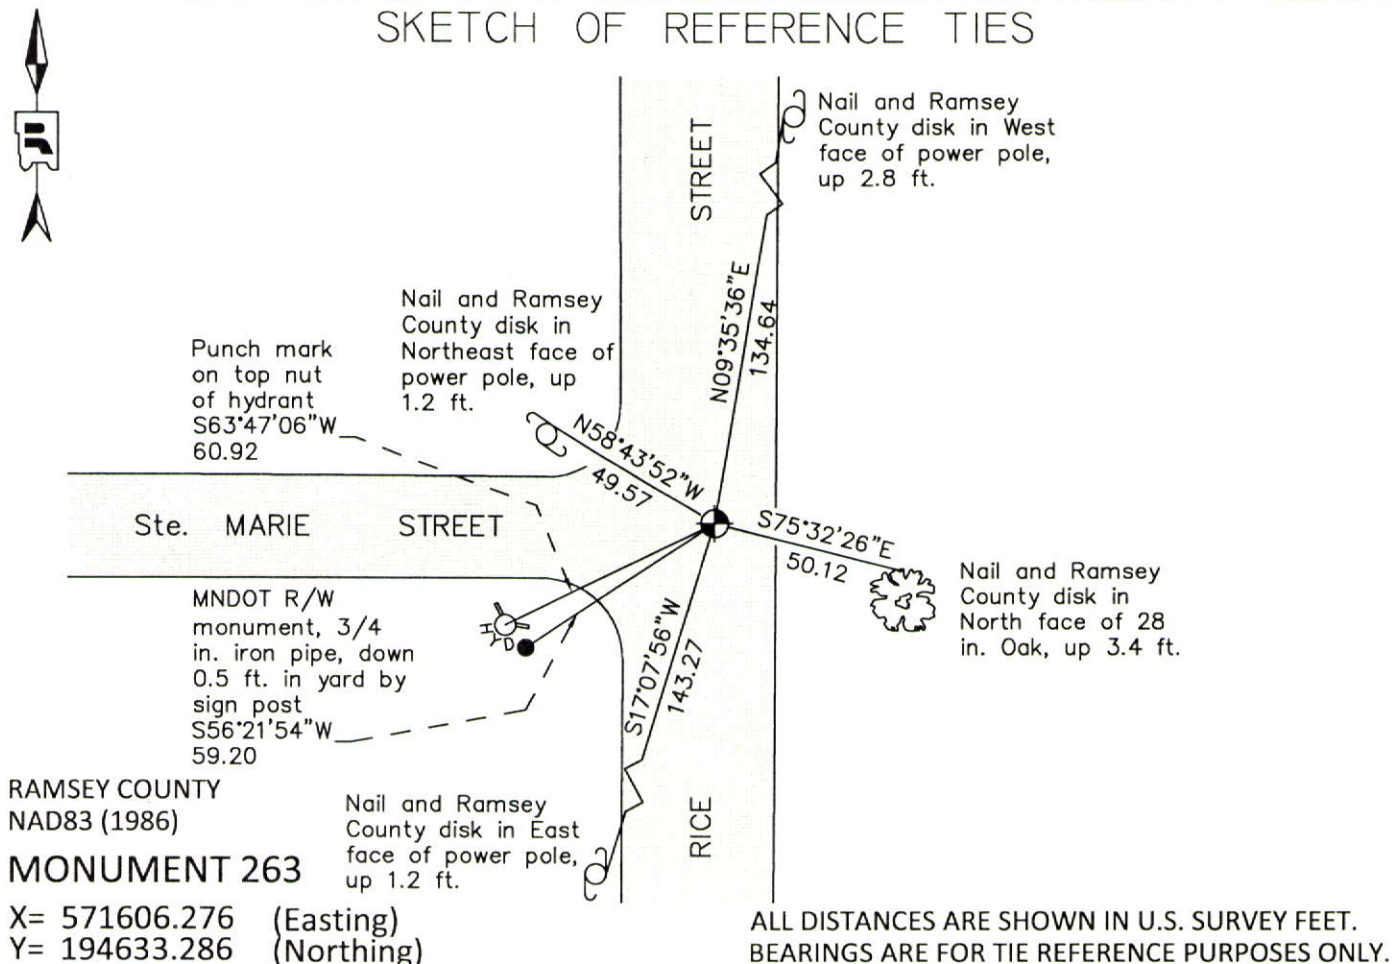 SKETCH OF REFERENCE TIES
Nail and Ramsey
County disk in West
face of power pole,
up 2.8 ft.
STREET
N09°35'36"E
134.64
Nail and Ramsey
County disk in
Northeast face of
power pole, up
1.2 ft.
Punch mark
on top nut
of hydrant
S63°47'06"W
60.92
N58°43'52"W
49.57
Ste. MARIE STREET
S75°32'26"E
50.12
Nail and Ramsey
County disk in
North face of 28
in. Oak, up 3.4 ft.
HYD
MNDOT R/W
monument, 3/4
in. iron pipe, down
0.5 ft. in yard by
sign post
S56°21'54"W
59.20
S17°07'56"W
143.27
RICE
Nail and Ramsey
County disk in East
face of power pole,
up 1.2 ft.
RAMSEY COUNTY
NAD83 (1986)
MONUMENT 263
X= 571606.276 (Easting)
Y= 194633.286 (Northing)
ALL DISTANCES ARE SHOWN IN U.S. SURVEY FEET.
BEARINGS ARE FOR TIE REFERENCE PURPOSES ONLY.